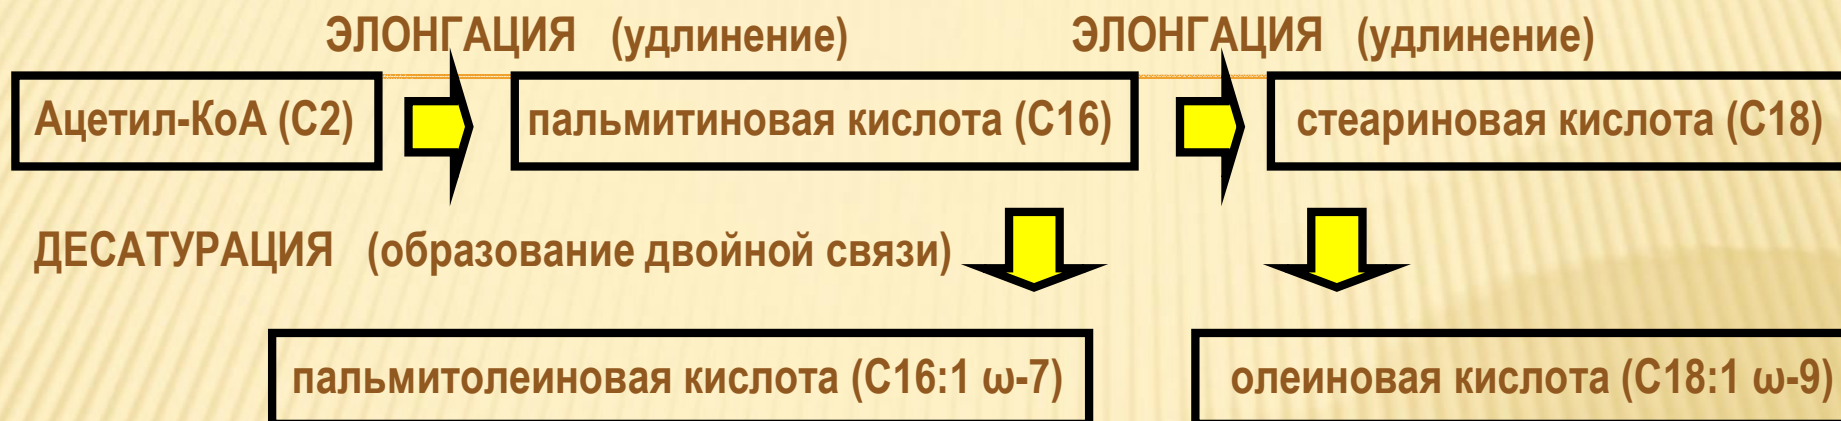 ЭЛОНГАЦИЯ (удлинение) ЭЛОНГАЦИЯ (удлинение)
Ацетил-КоА (С2) пальмитиновая кислота (С16) стеариновая кислота (С18)
ДЕСАТУРАЦИЯ (образование двойной связи)
пальмитолеиновая кислота (С16:1 ω-7) олеиновая кислота (С18:1 ω-9)